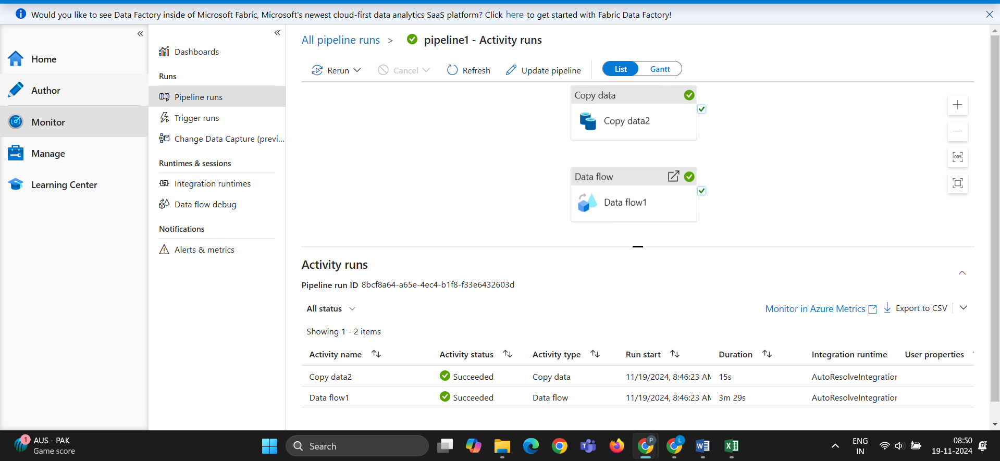 Would you like to see Data Factory inside of Microsoft Fabric, Microsoft's newest cloud-first data analytics SaaS platform? Click here to get started with Fabric Data Factory!
Home
Author
Monitor
Manage
Learning Center
Dashboards
Runs
Pipeline runs
Trigger runs
Change Data Capture (previ...
Runtimes & sessions
Integration runtimes
Data flow debug
Notifications
Alerts & metrics
All pipeline runs > pipeline1 - Activity runs
Rerun Cancel Refresh Update pipeline List Gantt
Copy data
Copy data2
Data flow
Data flow1
100%
Activity runs
Pipeline run ID 8bcf8a64-a65e-4ec4-b1f8-f33e6432603d
All status
Monitor in Azure Metrics Export to CSV
Showing 1 - 2 items
Activity name Activity status Activity type Run start Duration Integration runtime User properties
Copy data2 Succeeded Copy data 11/19/2024, 8:46:23 AM 15s AutoResolveIntegration
Data flow1 Succeeded Data flow 11/19/2024, 8:46:23 AM 3m 29s AutoResolveIntegration
1
AUS - PAK
Game score
Search
P
L
ENG
IN
08:50
19-11-2024